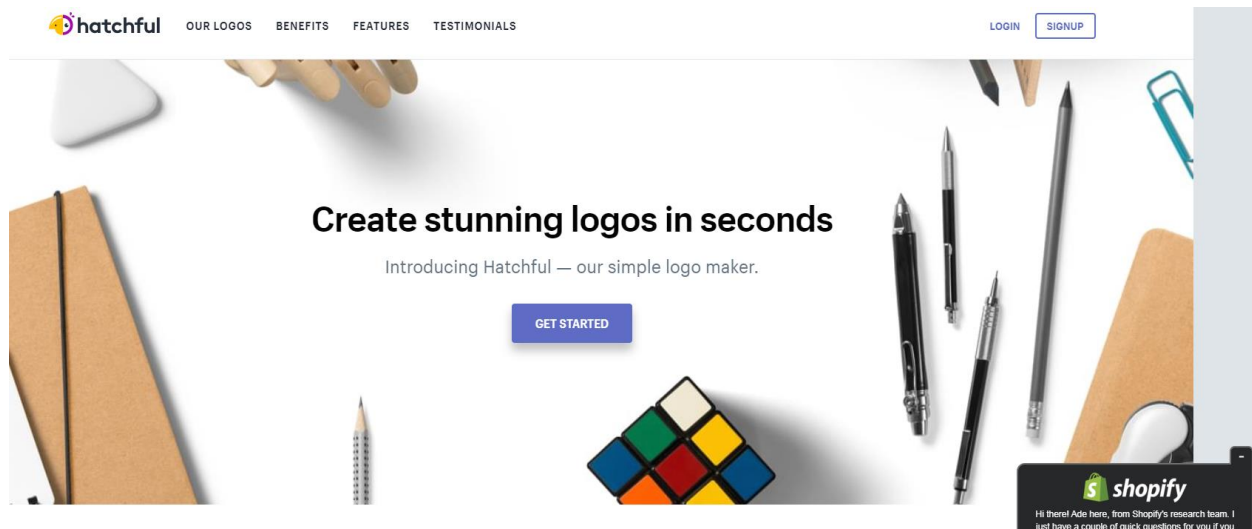 hatchful
OUR LOGOS
BENEFITS
FEATURES
TESTIMONIALS
LOGIN
SIGNUP
Create stunning logos in seconds
Introducing Hatchful — our simple logo maker.
GET STARTED
shopify
Hi there! Ade here, from Shopify's research team. I
just have a couple of quick questions for you if you